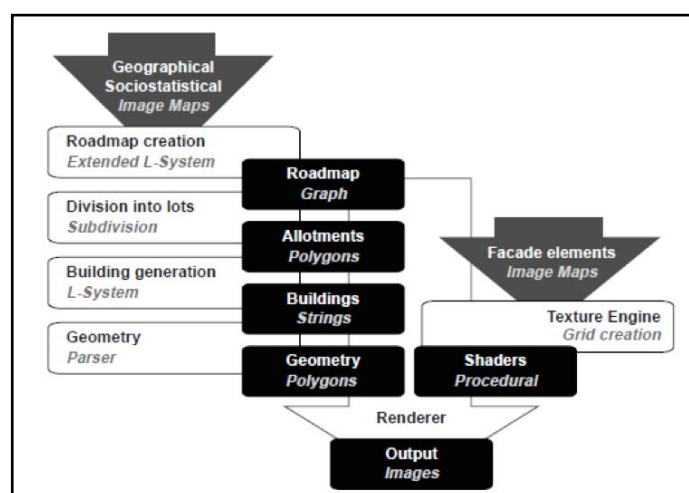 Geographical
Sociostatistical
Image Maps
Roadmap creation
Extended L-System
Roadmap
Graph
Division into lots
Subdivision
Allotments
Polygons
Facade elements
Image Maps
Building generation
L-System
Buildings
Strings
Texture Engine
Grid creation
Geometry
Parser
Geometry
Polygons
Shaders
Procedural
Renderer
Output
Images